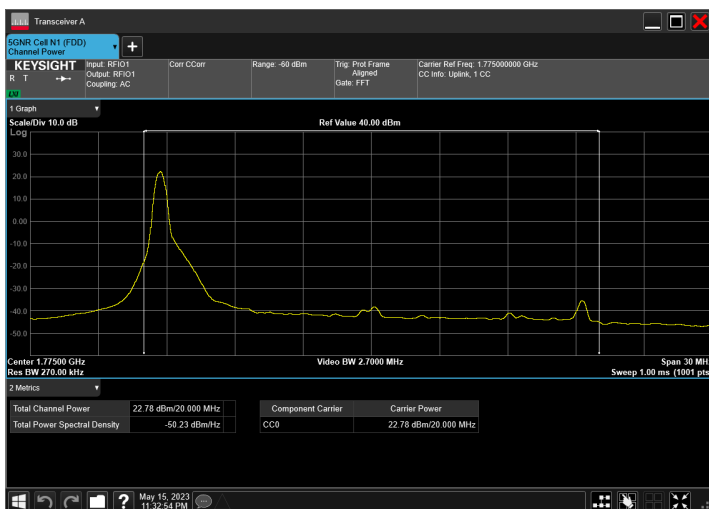 Transceiver A
5GNR Cell N1 (FDD)
Channel Power
+
KEYSIGHT
R T
LXI
Input: RFIO1
Output: RFIO1
Coupling: AC
Corr CCorr
Range: -60 dBm
Trig: Prot Frame
Aligned
Gate: FFT
Carrier Ref Freq: 1.775000000 GHz
CC Info: Uplink, 1 CC
1 Graph
Scale/Div 10.0 dB
Ref Value 40.00 dBm
Log
30.0
20.0
10.0
0.00
-10.0
-20.0
-30.0
-40.0
-50.0
Center 1.77500 GHz
Video BW 2.7000 MHz
Span 30 MH
Res BW 270.00 kHz
Sweep 1.00 ms (1001 pts
2 Metrics
Total Channel Power 22.78 dBm/20.000 MHz
Total Power Spectral Density -50.23 dBm/Hz
Component Carrier Carrier Power
CC0 22.78 dBm/20.000 MHz
?
May 15, 2023
11:32:54 PM